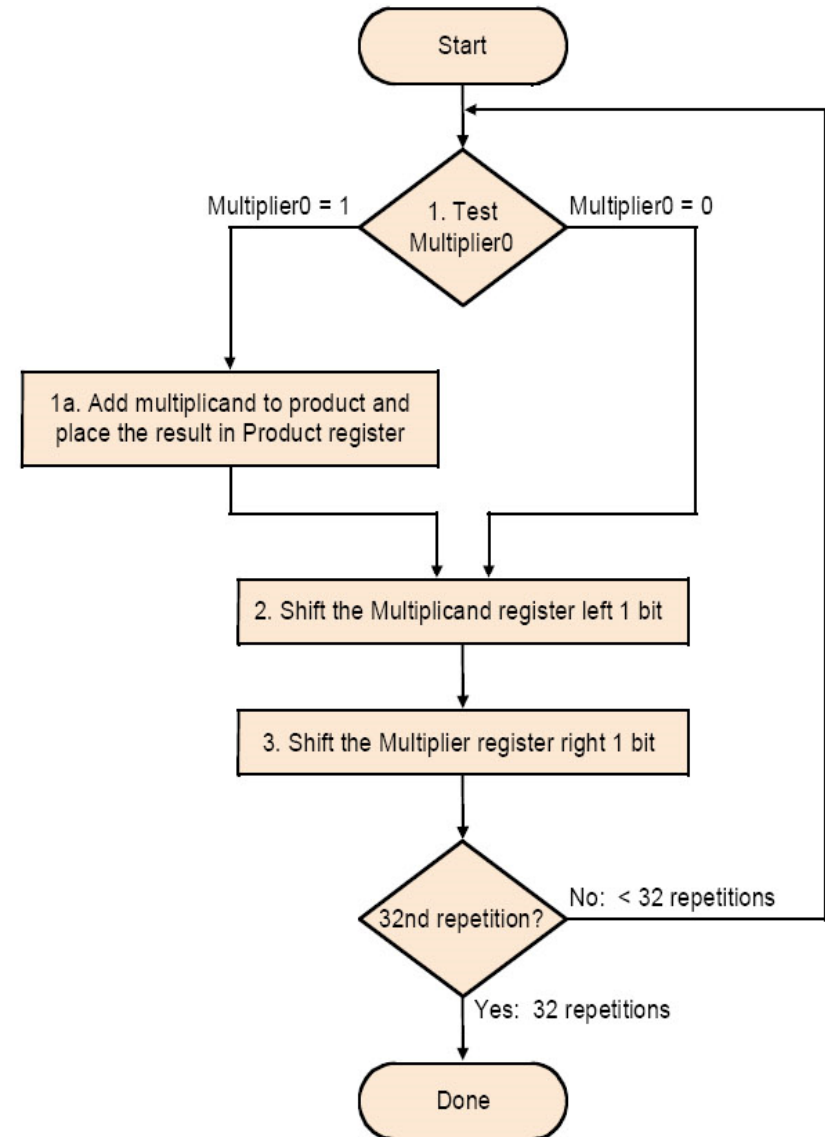 Start
Multiplier0 = 1
1. Test
Multiplier0
Multiplier0 = 0
1a. Add multiplicand to product and
place the result in Product register
2. Shift the Multiplicand register left 1 bit
3. Shift the Multiplier register right 1 bit
32nd repetition?
No: < 32 repetitions
Yes: 32 repetitions
Done